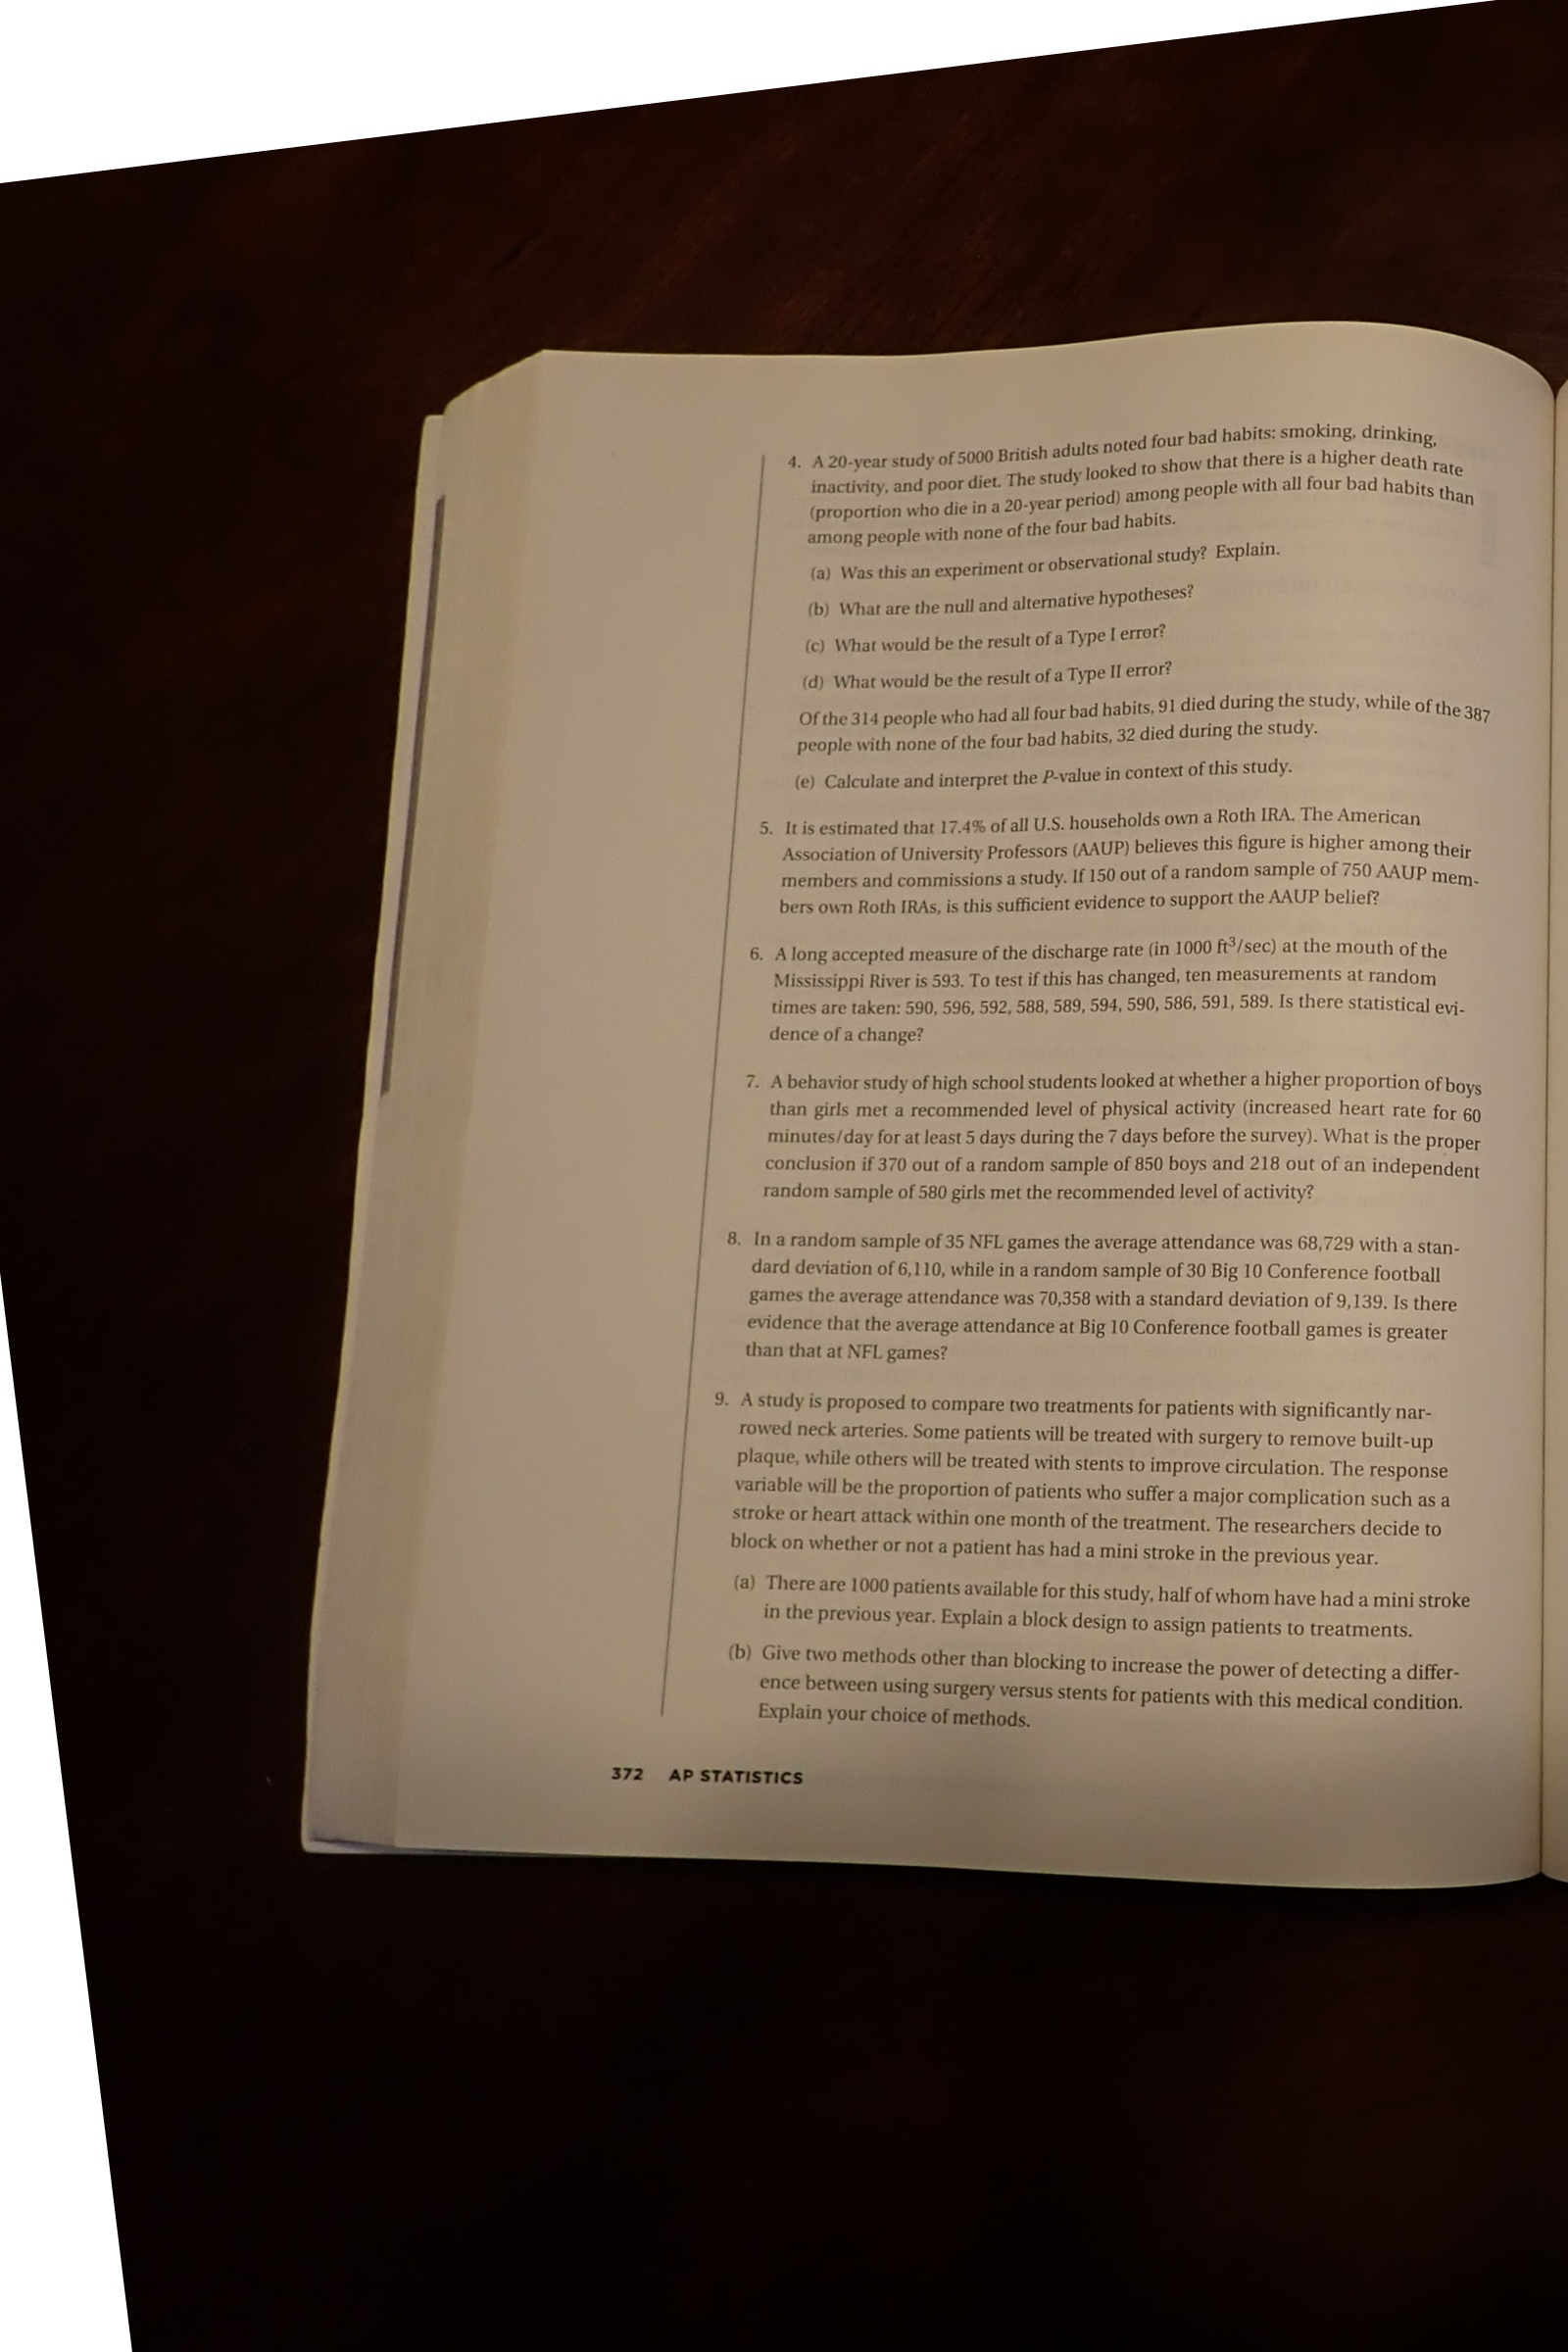 4. A 20-year study of 5000 British adults noted four bad habits: smoking, drinking,
inactivity, and poor diet. The study looked to show that there is a higher death rate
(proportion who die in a 20-year period) among people with all four bad habits than
among people with none of the four bad habits.
(a) Was this an experiment or observational study? Explain.
(b) What are the null and alternative hypotheses?
(c) What would be the result of a Type I error?
(d) What would be the result of a Type II error?
Of the 314 people who had all four bad habits, 91 died during the study, while of the 387
people with none of the four bad habits, 32 died during the study.
(e) Calculate and interpret the P-value in context of this study.
5. It is estimated that 17.4% of all U.S. households own a Roth IRA. The American
Association of University Professors (AAUP) believes this figure is higher among their
members and commissions a study. If 150 out of a random sample of 750 AAUP mem-
bers own Roth IRAs, is this sufficient evidence to support the AAUP belief?
6. A long accepted measure of the discharge rate (in 1000 ft³/sec) at the mouth of the
Mississippi River is 593. To test if this has changed, ten measurements at random
times are taken: 590, 596, 592, 588, 589, 594, 590, 586, 591, 589. Is there statistical evi-
dence of a change?
7. A behavior study of high school students looked at whether a higher proportion of boys
than girls met a recommended level of physical activity (increased heart rate for 60
minutes/day for at least 5 days during the 7 days before the survey). What is the proper
conclusion if 370 out of a random sample of 850 boys and 218 out of an independent
random sample of 580 girls met the recommended level of activity?
8. In a random sample of 35 NFL games the average attendance was 68,729 with a stan-
dard deviation of 6,110, while in a random sample of 30 Big 10 Conference football
games the average attendance was 70,358 with a standard deviation of 9,139. Is there
evidence that the average attendance at Big 10 Conference football games is greater
than that at NFL games?
9. A study is proposed to compare two treatments for patients with significantly nar-
rowed neck arteries. Some patients will be treated with surgery to remove built-up
plaque, while others will be treated with stents to improve circulation. The response
variable will be the proportion of patients who suffer a major complication such as a
stroke or heart attack within one month of the treatment. The researchers decide to
block on whether or not a patient has had a mini stroke in the previous year.
(a) There are 1000 patients available for this study, half of whom have had a mini stroke
in the previous year. Explain a block design to assign patients to treatments.
(b) Give two methods other than blocking to increase the power of detecting a differ-
ence between using surgery versus stents for patients with this medical condition.
Explain your choice of methods.
372 AP STATISTICS